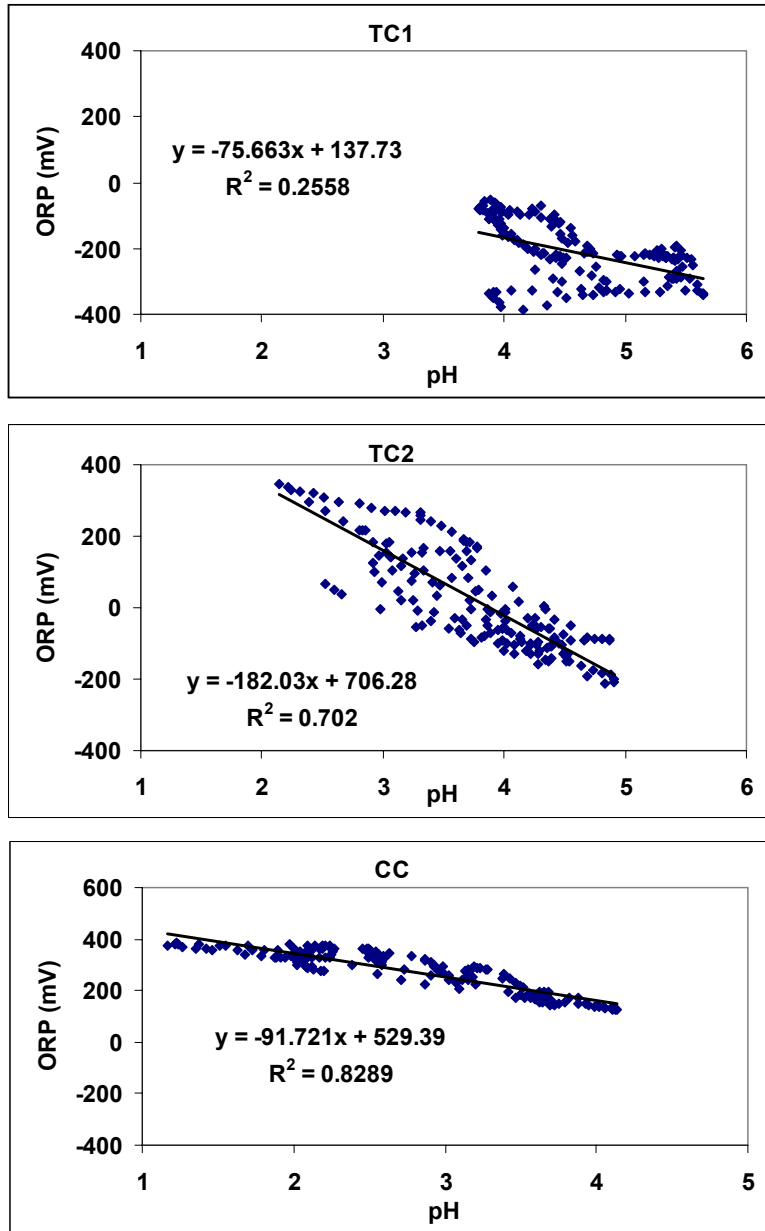 TC1
400
200
0
-200
-400
ORP (mV)
y = -75.663x + 137.73
R² = 0.2558
1 2 3 4 5 6
pH
TC2
400
200
0
-200
-400
ORP (mV)
y = -182.03x + 706.28
R² = 0.702
1 2 3 4 5 6
pH
CC
600
400
200
0
-200
-400
ORP (mV)
y = -91.721x + 529.39
R² = 0.8289
1 2 3 4 5
pH